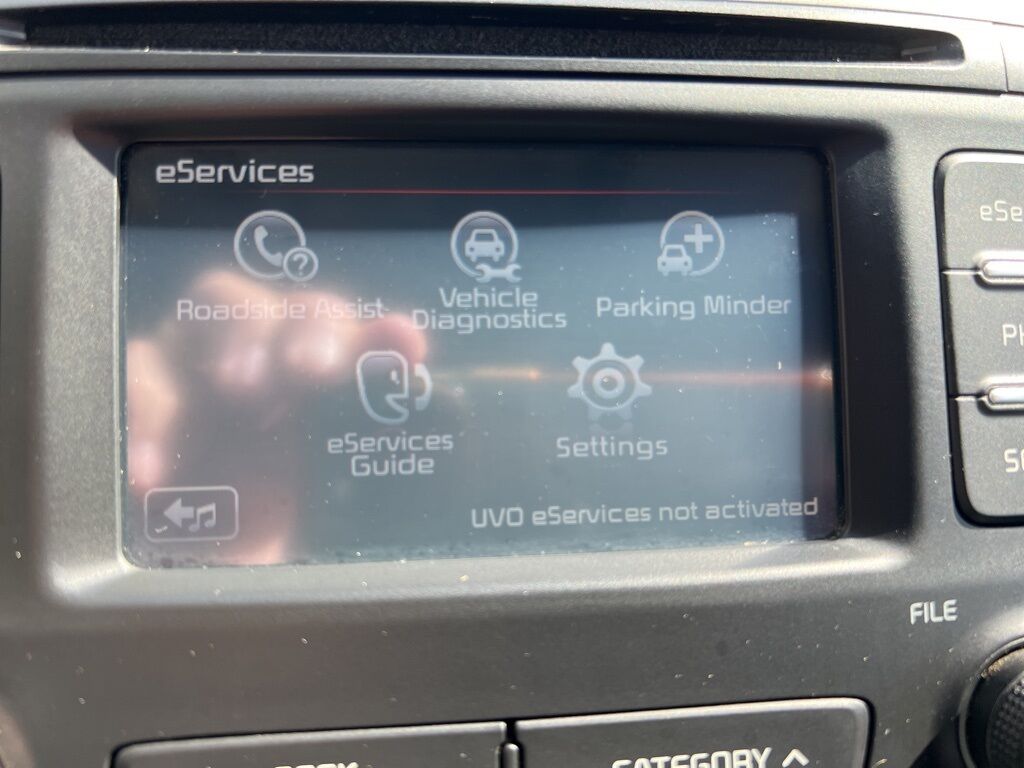 eServices
Roadside Assist
Vehicle
Diagnostics
Parking Minder
eServices
Guide
Settings
UVO eServices not activated
FILE
CATEGORY